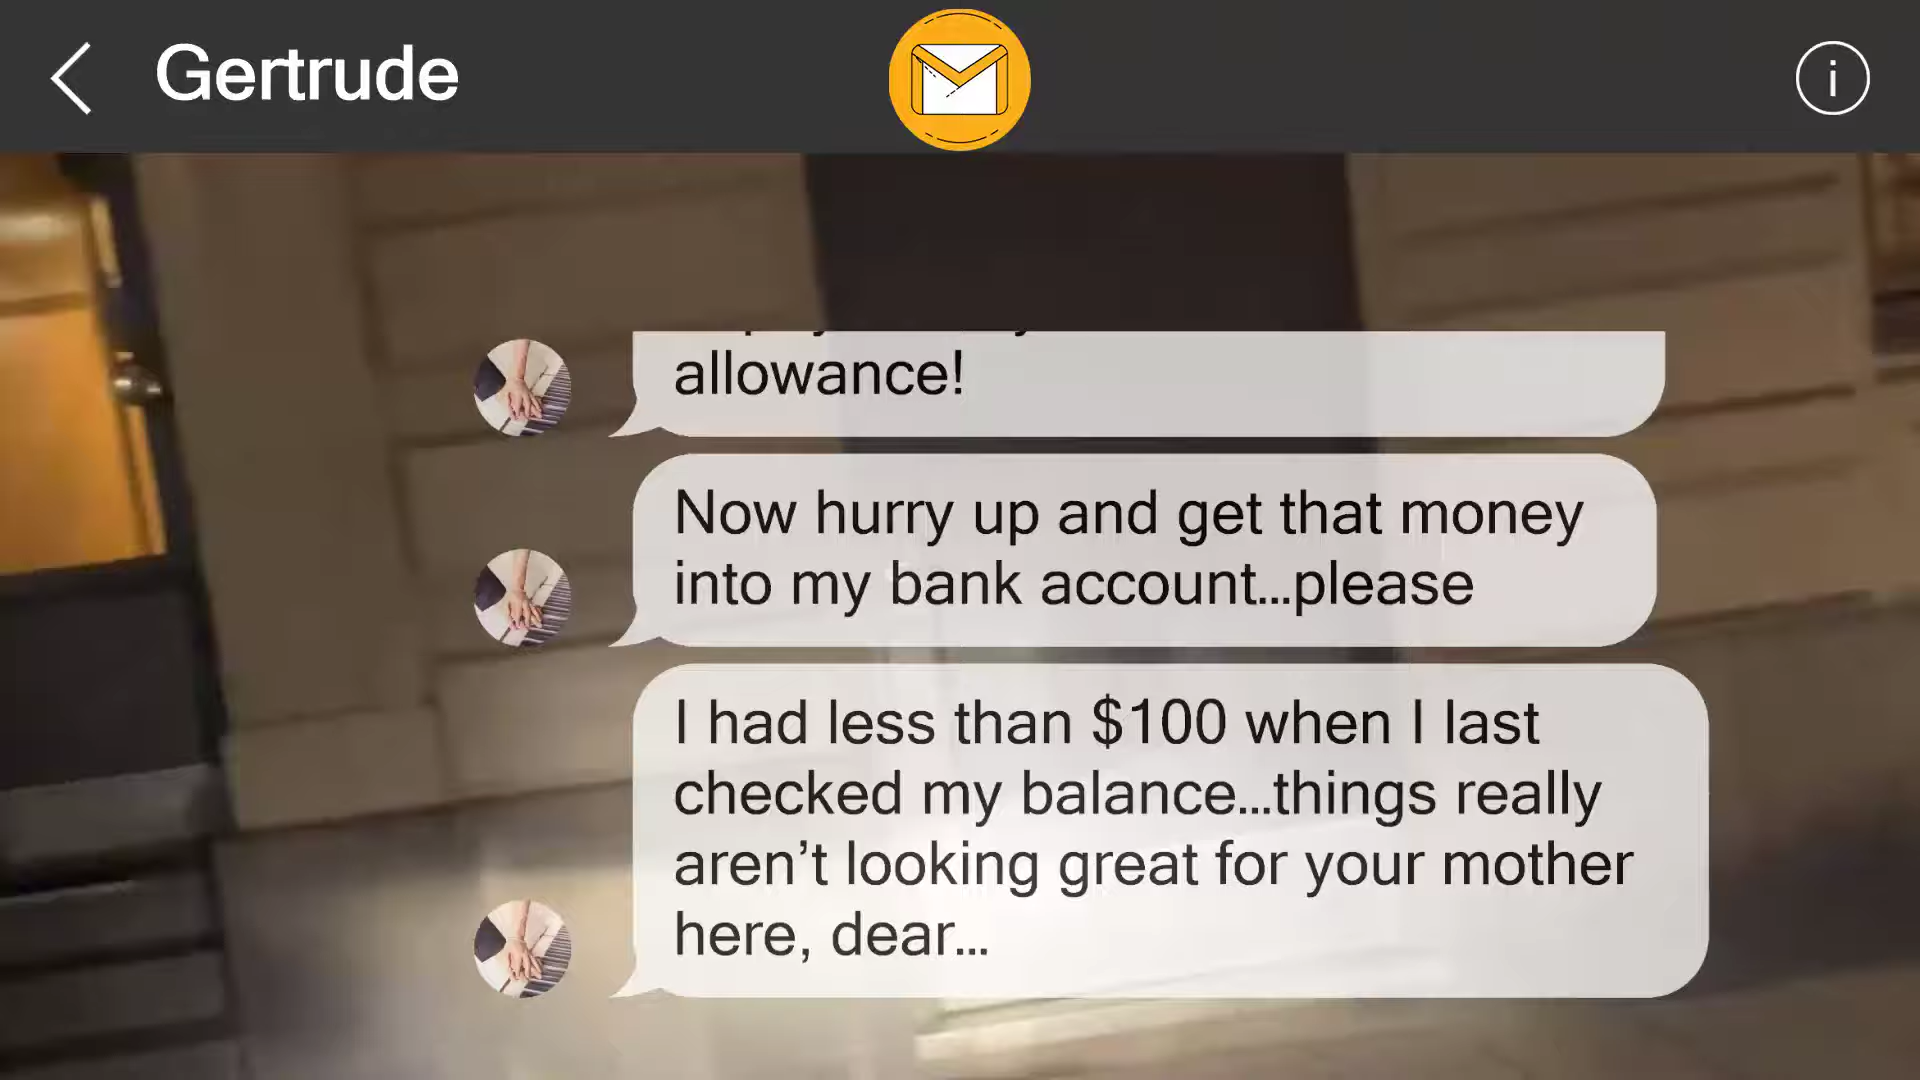 Gertrude
allowance!
Now hurry up and get that money
into my bank account...please
I had less than $100 when I last
checked my balance...things really
aren’t looking great for your mother
here, dear...